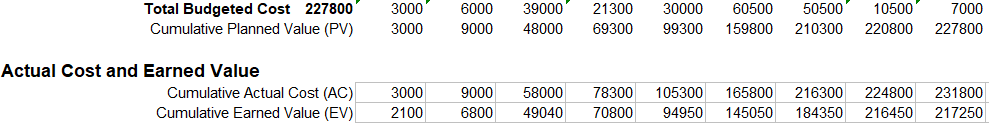 Total Budgeted Cost 227800 3000 6000 39000 21300 30000 60500 50500 10500 7000
Cumulative Planned Value (PV) 3000 9000 48000 69300 99300 159800 210300 220800 227800
Actual Cost and Earned Value
Cumulative Actual Cost (AC) 3000 9000 58000 78300 105300 165800 216300 224800 231800
Cumulative Earned Value (EV) 2100 6800 49040 70800 94950 145050 184350 216450 217250